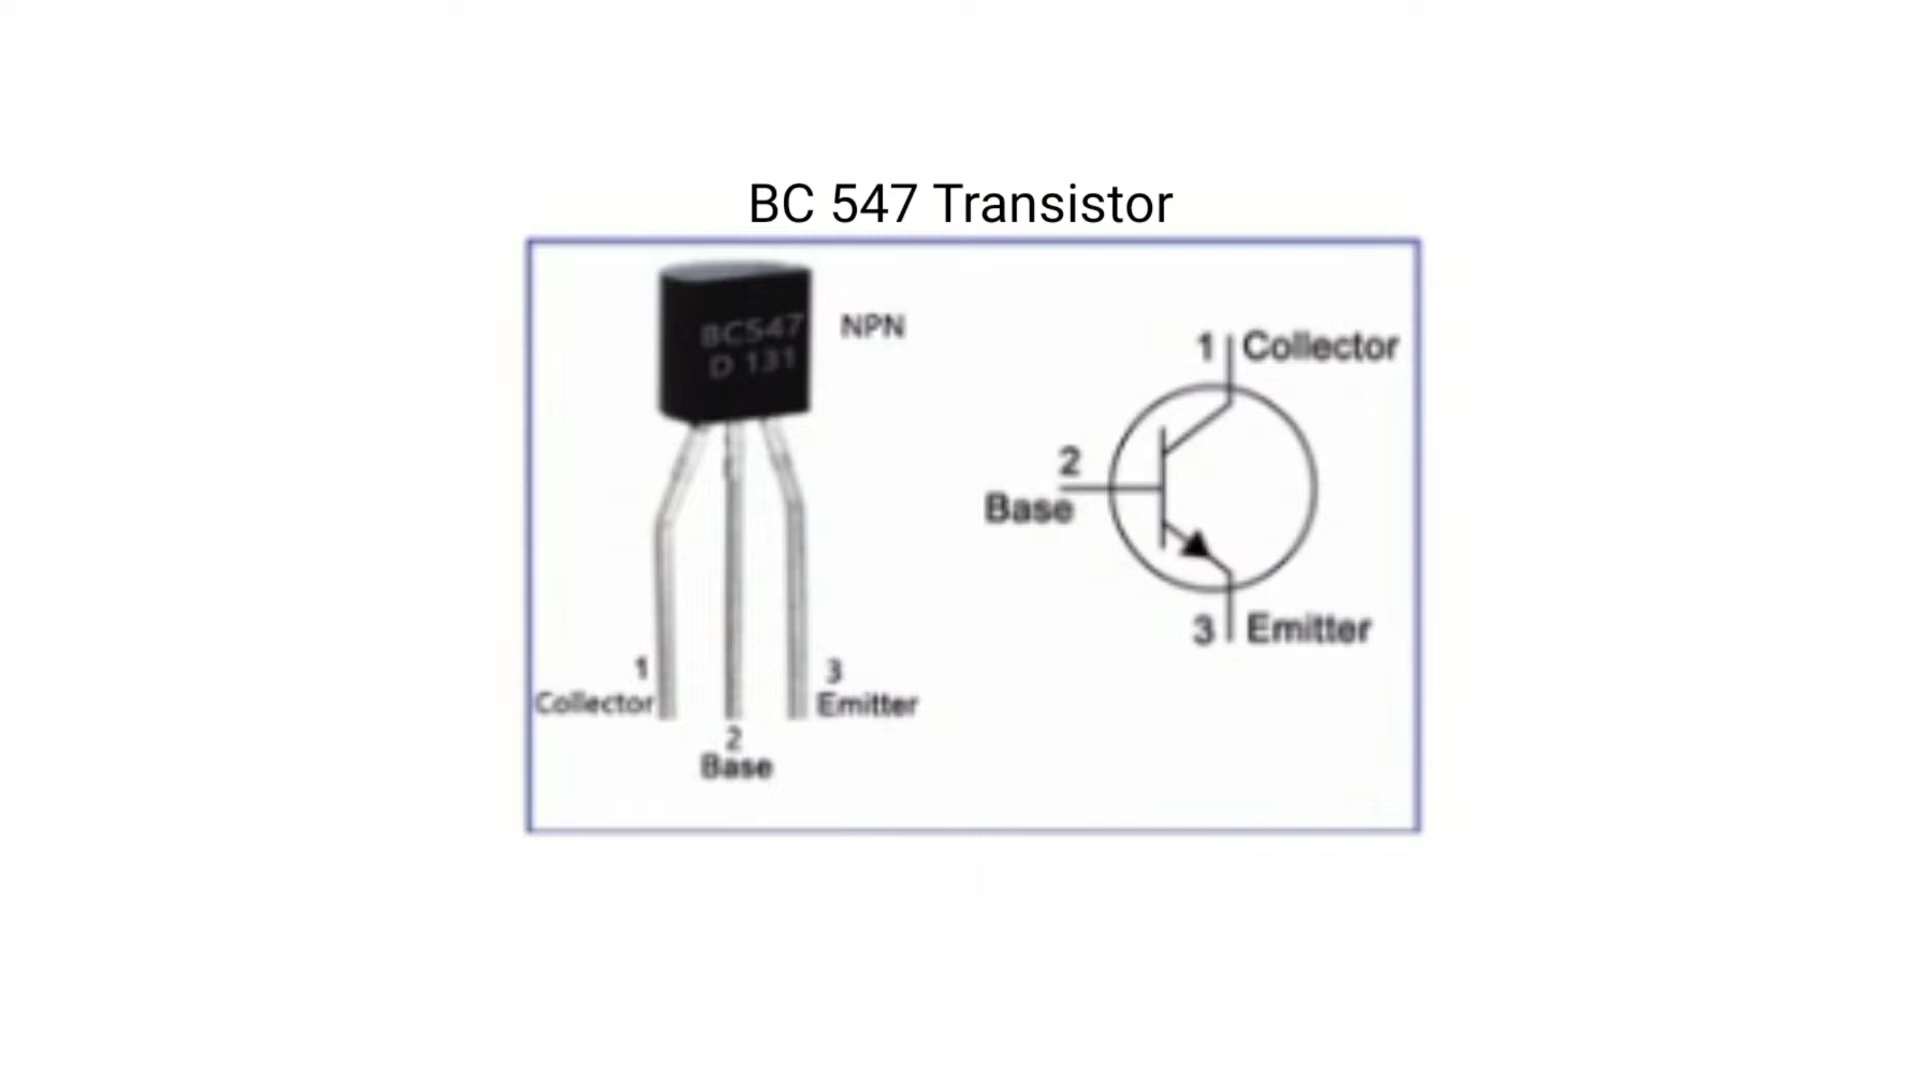 BC 547 Transistor
BC547
D 131
NPN
1
Collector
2
Base
3
Emitter
1 Collector
2
Base
3 Emitter